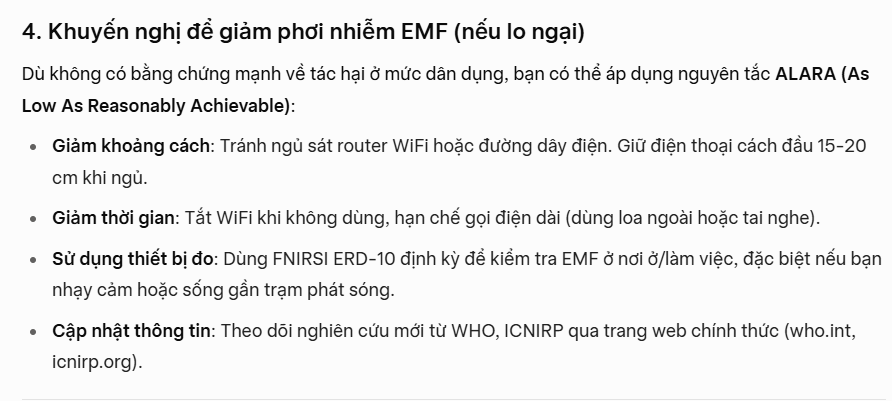 4. Khuyến nghị để giảm phơi nhiễm EMF (nếu lo ngại)
Dù không có bằng chứng mạnh về tác hại ở mức dân dụng, bạn có thể áp dụng nguyên tắc ALARA (As
Low As Reasonably Achievable):
• Giảm khoảng cách: Tránh ngủ sát router WiFi hoặc đường dây điện. Giữ điện thoại cách đầu 15-20
cm khi ngủ.
• Giảm thời gian: Tắt WiFi khi không dùng, hạn chế gọi điện dài (dùng loa ngoài hoặc tai nghe).
• Sử dụng thiết bị đo: Dùng FNIRSI ERD-10 định kỳ để kiểm tra EMF ở nơi ở/làm việc, đặc biệt nếu bạn
nhạy cảm hoặc sống gần trạm phát sóng.
• Cập nhật thông tin: Theo dõi nghiên cứu mới từ WHO, ICNIRP qua trang web chính thức (who.int,
icnirp.org).